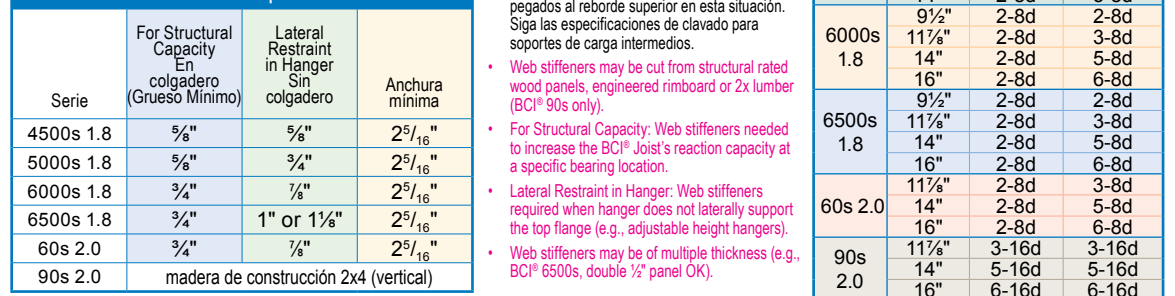 Serie
For Structural
Capacity
En
colgadero
(Grueso Mínimo)
Lateral
Restraint
in Hanger
Sin
colgadero
Anchura
mínima
4500s 1.8 ⅝" ⅝" 2⁵/₁₆"
5000s 1.8 ⅝" ¾" 2⁵/₁₆"
6000s 1.8 ¾" ⅞" 2⁵/₁₆"
6500s 1.8 ¾" 1" or 1⅛" 2⁵/₁₆"
60s 2.0 ¾" ⅞" 2⁵/₁₆"
90s 2.0 madera de construcción 2x4 (vertical)
pegados al reborde superior en esta situación.
Siga las especificaciones de clavado para
soportes de carga intermedios.
• Web stiffeners may be cut from structural rated
wood panels, engineered rimboard or 2x lumber
(BCI® 90s only).
• For Structural Capacity: Web stiffeners needed
to increase the BCI® Joist's reaction capacity at
a specific bearing location.
• Lateral Restraint in Hanger: Web stiffeners
required when hanger does not laterally support
the top flange (e.g., adjustable height hangers).
• Web stiffeners may be of multiple thickness (e.g.,
BCI® 6500s, double ½" panel OK).
6000s
1.8
9½" 2-8d 2-8d
11⅞" 2-8d 3-8d
14" 2-8d 5-8d
16" 2-8d 6-8d
6500s
1.8
9½" 2-8d 2-8d
11⅞" 2-8d 3-8d
14" 2-8d 5-8d
16" 2-8d 6-8d
60s 2.0
11⅞" 2-8d 3-8d
14" 2-8d 5-8d
16" 2-8d 6-8d
90s
2.0
11⅞" 3-16d 3-16d
14" 5-16d 5-16d
16" 6-16d 6-16d